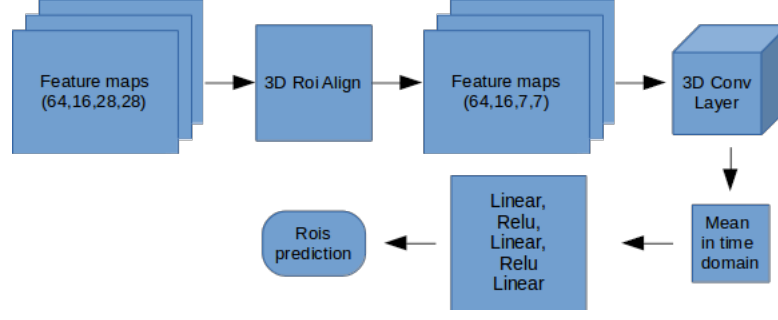 Feature maps
(64,16,28,28)
3D Roi Align
Feature maps
(64,16,7,7)
3D Conv
Layer
Mean
in time
domain
Linear,
Relu,
Linear,
Relu
Linear
Rois
prediction